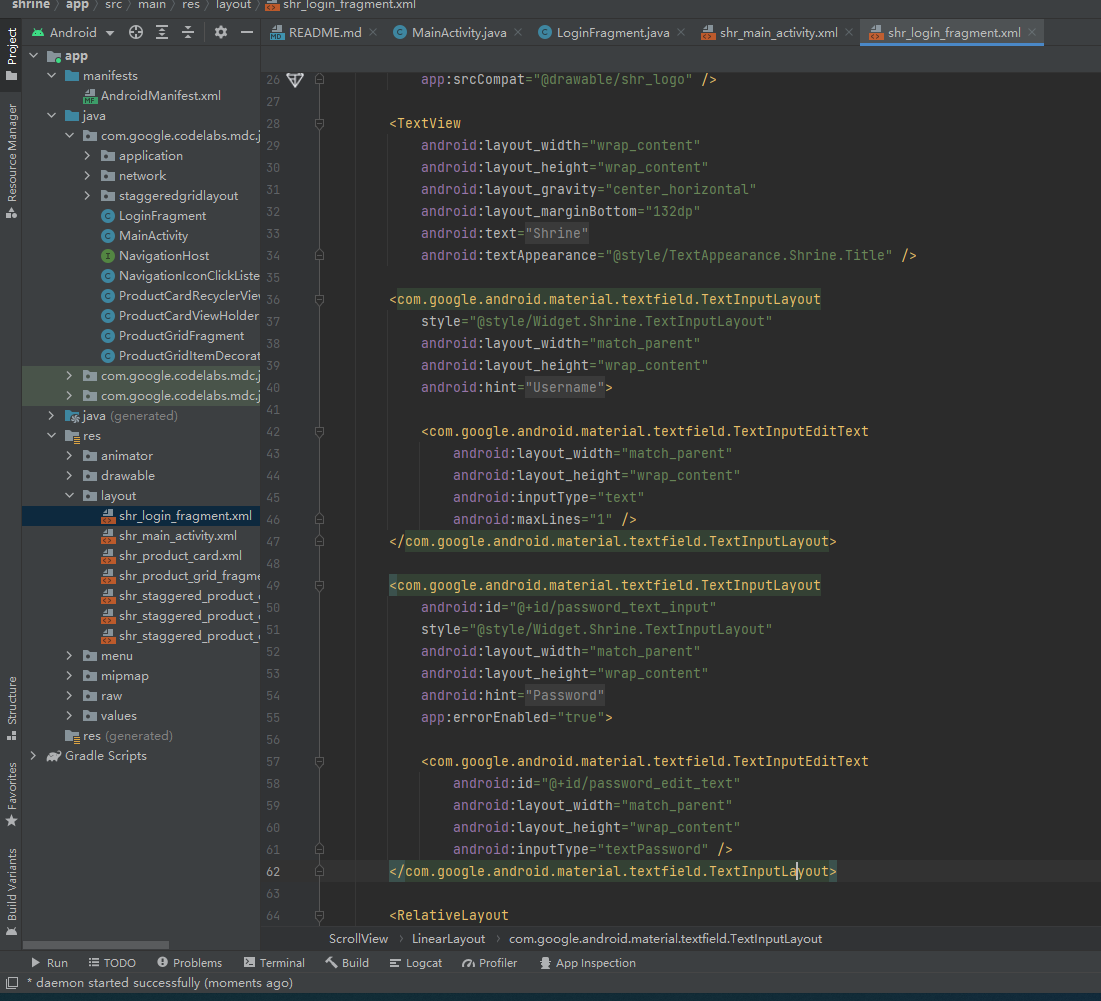 shrine app src main res layout shr_login_fragment.xml
Android
README.md MainActivity.java LoginFragment.java shr_main_activity.xml shr_login_fragment.xml
Project
Resource Manager
Structure
Favorites
Build Variants
app
manifests
AndroidManifest.xml
java
com.google.codelabs.mdc.j
application
network
staggeredgridlayout
LoginFragment
MainActivity
NavigationHost
NavigationIconClickListe
ProductCardRecyclerViev
ProductCardViewHolder
ProductGridFragment
ProductGridItemDecorat
com.google.codelabs.mdc.j
com.google.codelabs.mdc.j
java (generated)
res
animator
drawable
layout
shr_login_fragment.xml
shr_main_activity.xml
shr_product_card.xml
shr_product_grid_fragme
shr_staggered_product_c
shr_staggered_product_c
shr_staggered_product_c
menu
mipmap
raw
values
res (generated)
Gradle Scripts
26 app:srcCompat="@drawable/shr_logo" />
27
28 <TextView
29 android:layout_width="wrap_content"
30 android:layout_height="wrap_content"
31 android:layout_gravity="center_horizontal"
32 android:layout_marginBottom="132dp"
33 android:text="Shrine"
34 android:textAppearance="@style/TextAppearance.Shrine.Title" />
35
36 <com.google.android.material.textfield.TextInputLayout
37 style="@style/Widget.Shrine.TextInputLayout"
38 android:layout_width="match_parent"
39 android:layout_height="wrap_content"
40 android:hint="Username">
41
42 <com.google.android.material.textfield.TextInputEditText
43 android:layout_width="match_parent"
44 android:layout_height="wrap_content"
45 android:inputType="text"
46 android:maxLines="1" />
47 </com.google.android.material.textfield.TextInputLayout>
48
49 <com.google.android.material.textfield.TextInputLayout
50 android:id="@+id/password_text_input"
51 style="@style/Widget.Shrine.TextInputLayout"
52 android:layout_width="match_parent"
53 android:layout_height="wrap_content"
54 android:hint="Password"
55 app:errorEnabled="true">
56
57 <com.google.android.material.textfield.TextInputEditText
58 android:id="@+id/password_edit_text"
59 android:layout_width="match_parent"
60 android:layout_height="wrap_content"
61 android:inputType="textPassword" />
62 </com.google.android.material.textfield.TextInputLayout>
63
64 <RelativeLayout
ScrollView LinearLayout com.google.android.material.textfield.TextInputLayout
Run TODO Problems Terminal Build Logcat Profiler App Inspection
* daemon started successfully (moments ago)